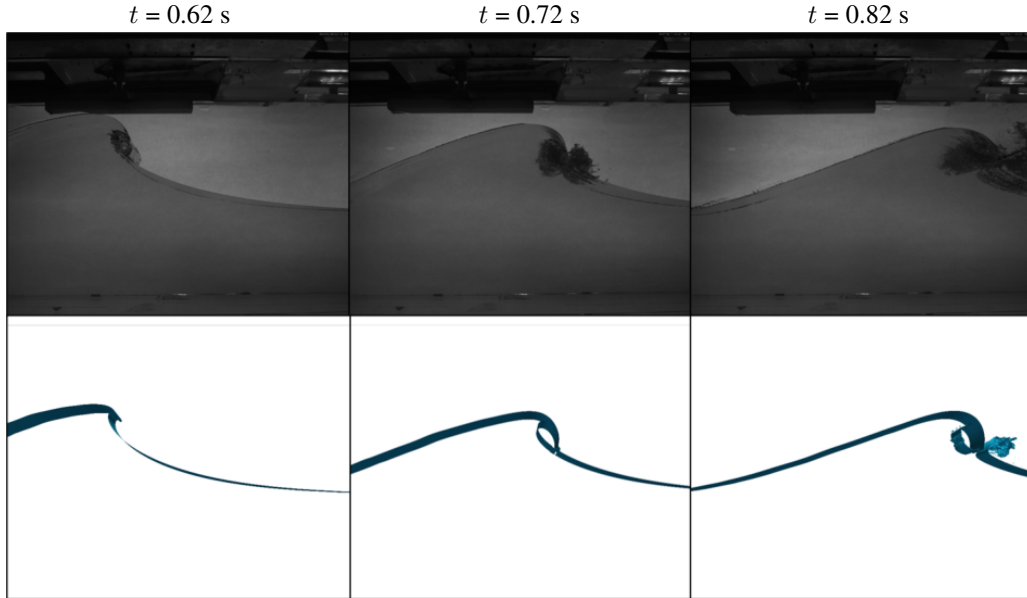 t = 0.62 s
t = 0.72 s
t = 0.82 s